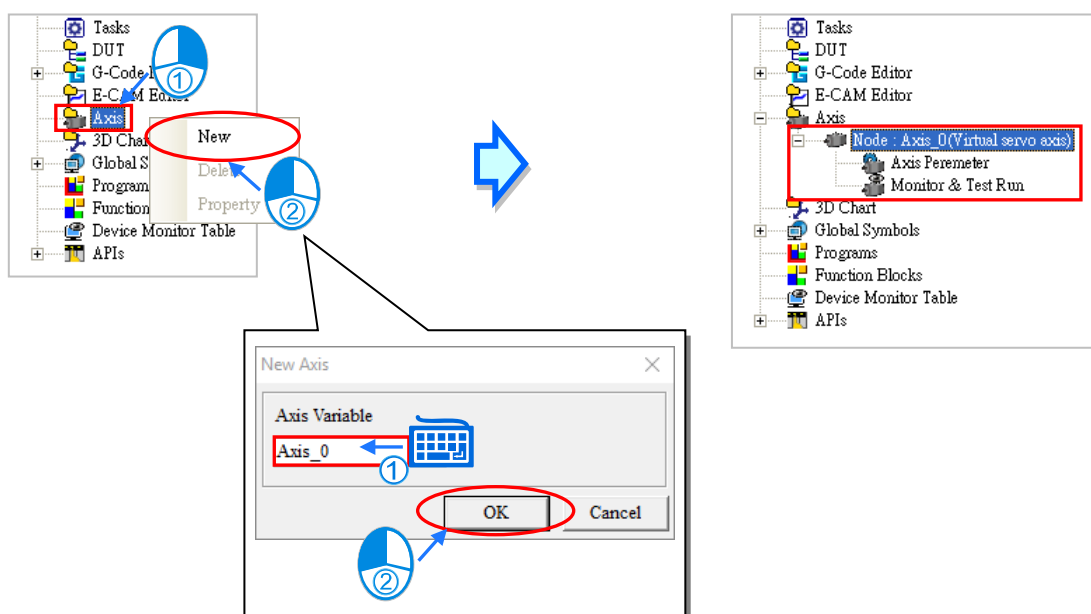 Tasks
DUT
G-Code
①
E-CAM Editor
Axis
3D Char
New
Global S
Dele
Program
Property
②
Function
Device Monitor Table
APIs
New Axis
Axis Variable
Axis_0
①
OK
Cancel
②
Tasks
DUT
G-Code Editor
E-CAM Editor
Axis
Node : Axis_0(Virtual servo axis)
Axis Peremeter
Monitor & Test Run
3D Chart
Global Symbols
Programs
Function Blocks
Device Monitor Table
APIs